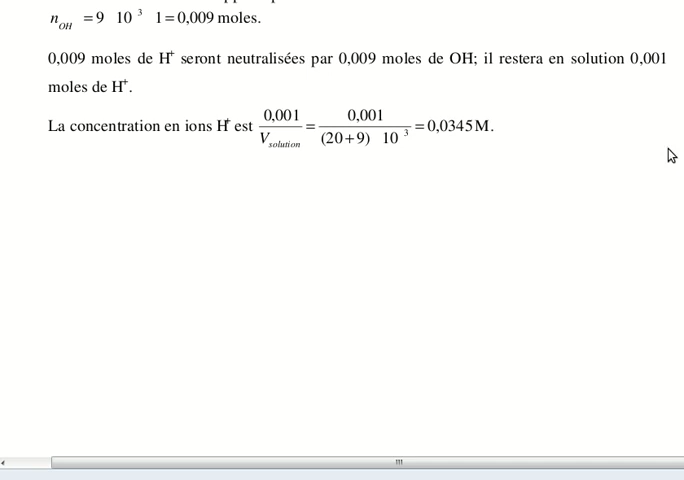 n_OH = 9 10 ³ 1 = 0,009 moles.
0,009 moles de H⁺ seront neutralisées par 0,009 moles de OH⁻; il restera en solution 0,001
moles de H⁺.
La concentration en ions H⁺ est 0,001 / V_solution = 0,001 / (20+9) 10 ³ = 0,0345 M.